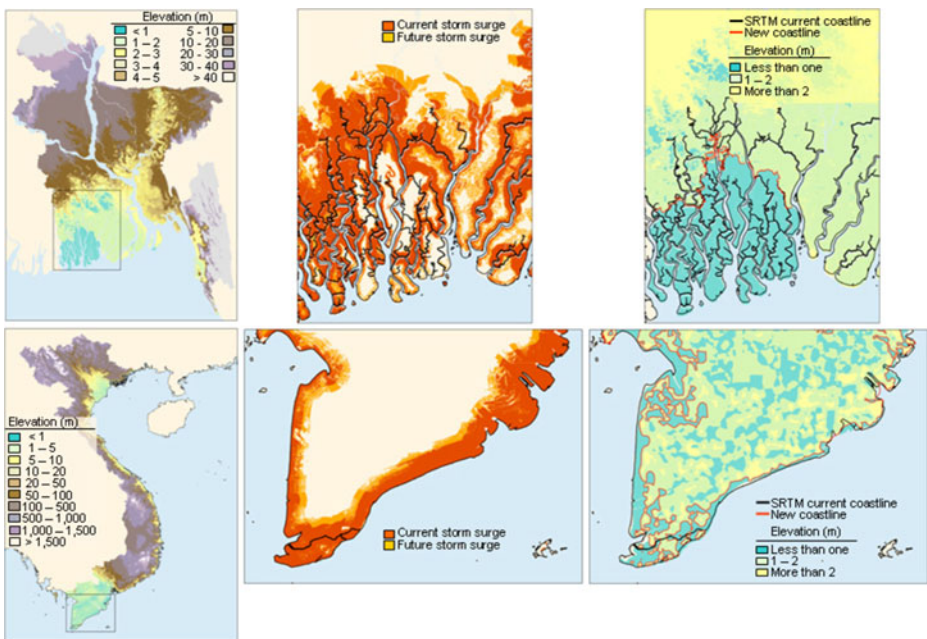 Elevation (m)
< 1
1 – 2
2 – 3
3 – 4
4 – 5
5 - 10
10 - 20
20 - 30
30 - 40
> 40
Current storm surge
Future storm surge
SRTM current coastline
New coastline
Elevation (m)
Less than one
1 – 2
More than 2
Elevation (m)
< 1
1 – 5
5 – 10
10 – 20
20 – 50
50 – 100
100 – 500
500 – 1,000
1,000 – 1,500
> 1,500
Current storm surge
Future storm surge
SRTM current coastline
New coastline
Elevation (m)
Less than one
1 – 2
More than 2